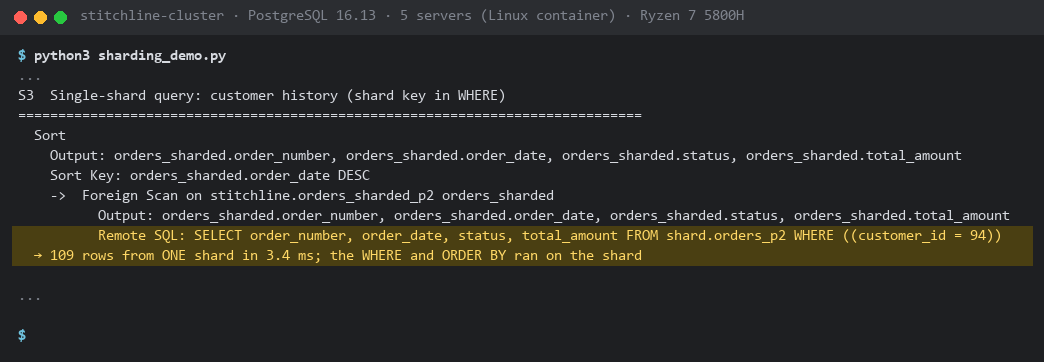 stitchline-cluster · PostgreSQL 16.13 · 5 servers (Linux container) · Ryzen 7 5800H
$ python3 sharding_demo.py
...
S3  Single-shard query: customer history (shard key in WHERE)
==============================================================================
  Sort
    Output: orders_sharded.order_number, orders_sharded.order_date, orders_sharded.status, orders_sharded.total_amount
    Sort Key: orders_sharded.order_date DESC
    ->  Foreign Scan on stitchline.orders_sharded_p2 orders_sharded
          Output: orders_sharded.order_number, orders_sharded.order_date, orders_sharded.status, orders_sharded.total_amount
          Remote SQL: SELECT order_number, order_date, status, total_amount FROM shard.orders_p2 WHERE ((customer_id = 94))
  → 109 rows from ONE shard in 3.4 ms; the WHERE and ORDER BY ran on the shard
...
$